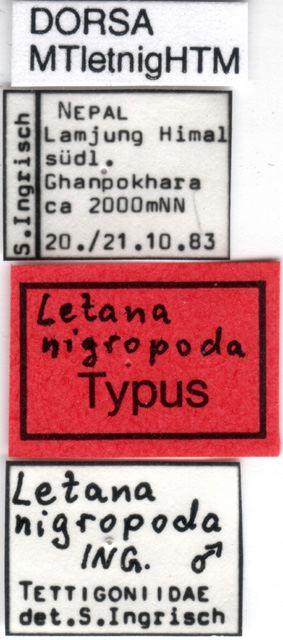 DORSA
MTletnigHTM
S.Ingrisch
NEPAL
Lamjung Himal
südl.
Ghanpokhara
ca 2000mNN
20./21.10.83
Letana
nigropoda
Typus
Letana
nigropoda
ING. ♂
TETTIGONIIDAE
det.S.Ingrisch